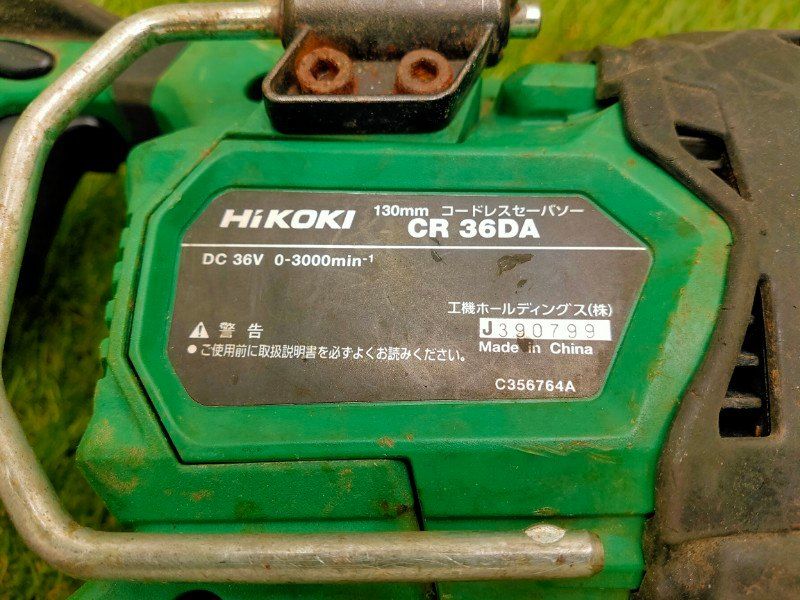 HiKOKI
130mm コードレスセーバソー
CR 36DA
DC 36V 0-3000min-1
工機ホールディングス(株)
J390799
Made in China
警告
● ご使用前に取扱説明書を必ずよくお読みください。
C356764A